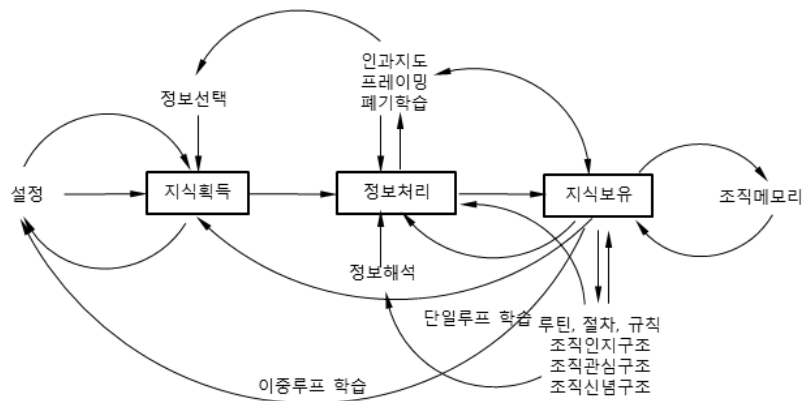 인과지도
프레이밍
폐기학습
정보선택
설정
지식획득
정보처리
지식보유
조직메모리
정보해석
단일루프 학습
루틴, 절차, 규칙
조직인지구조
조직관심구조
조직신념구조
이중루프 학습